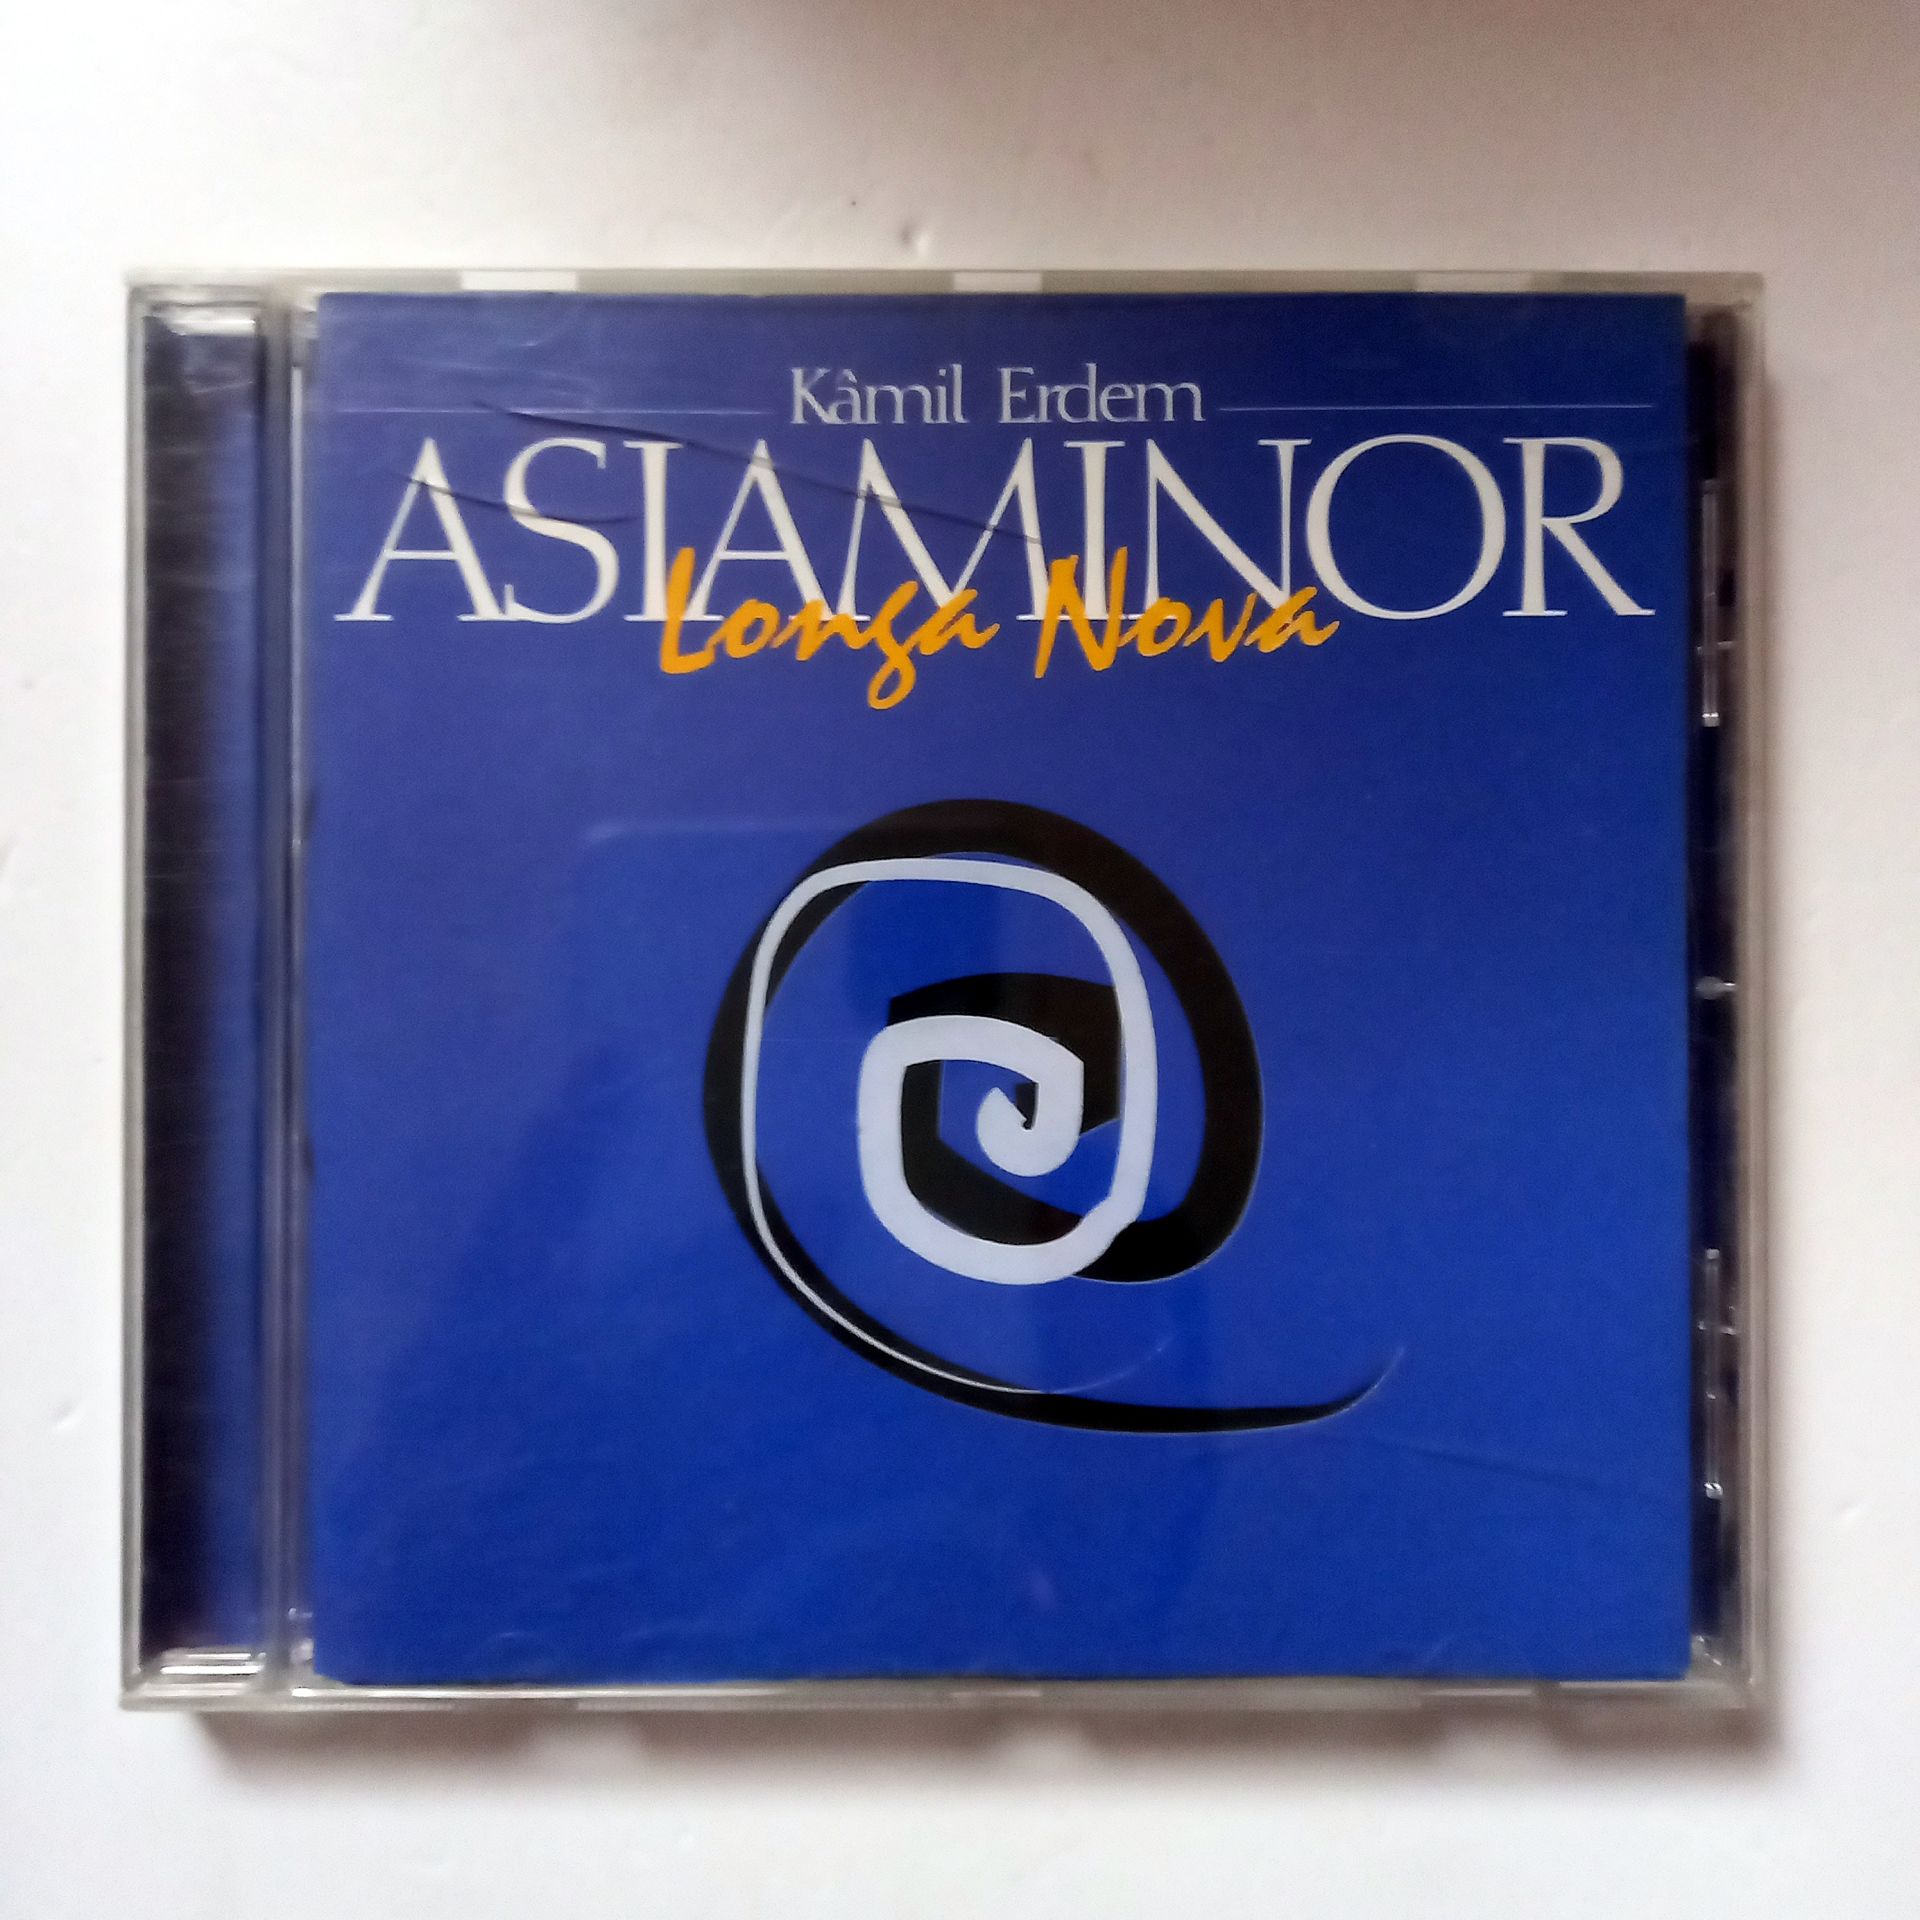 Kâmil Erdem
ASIAMINOR
Longa Nova